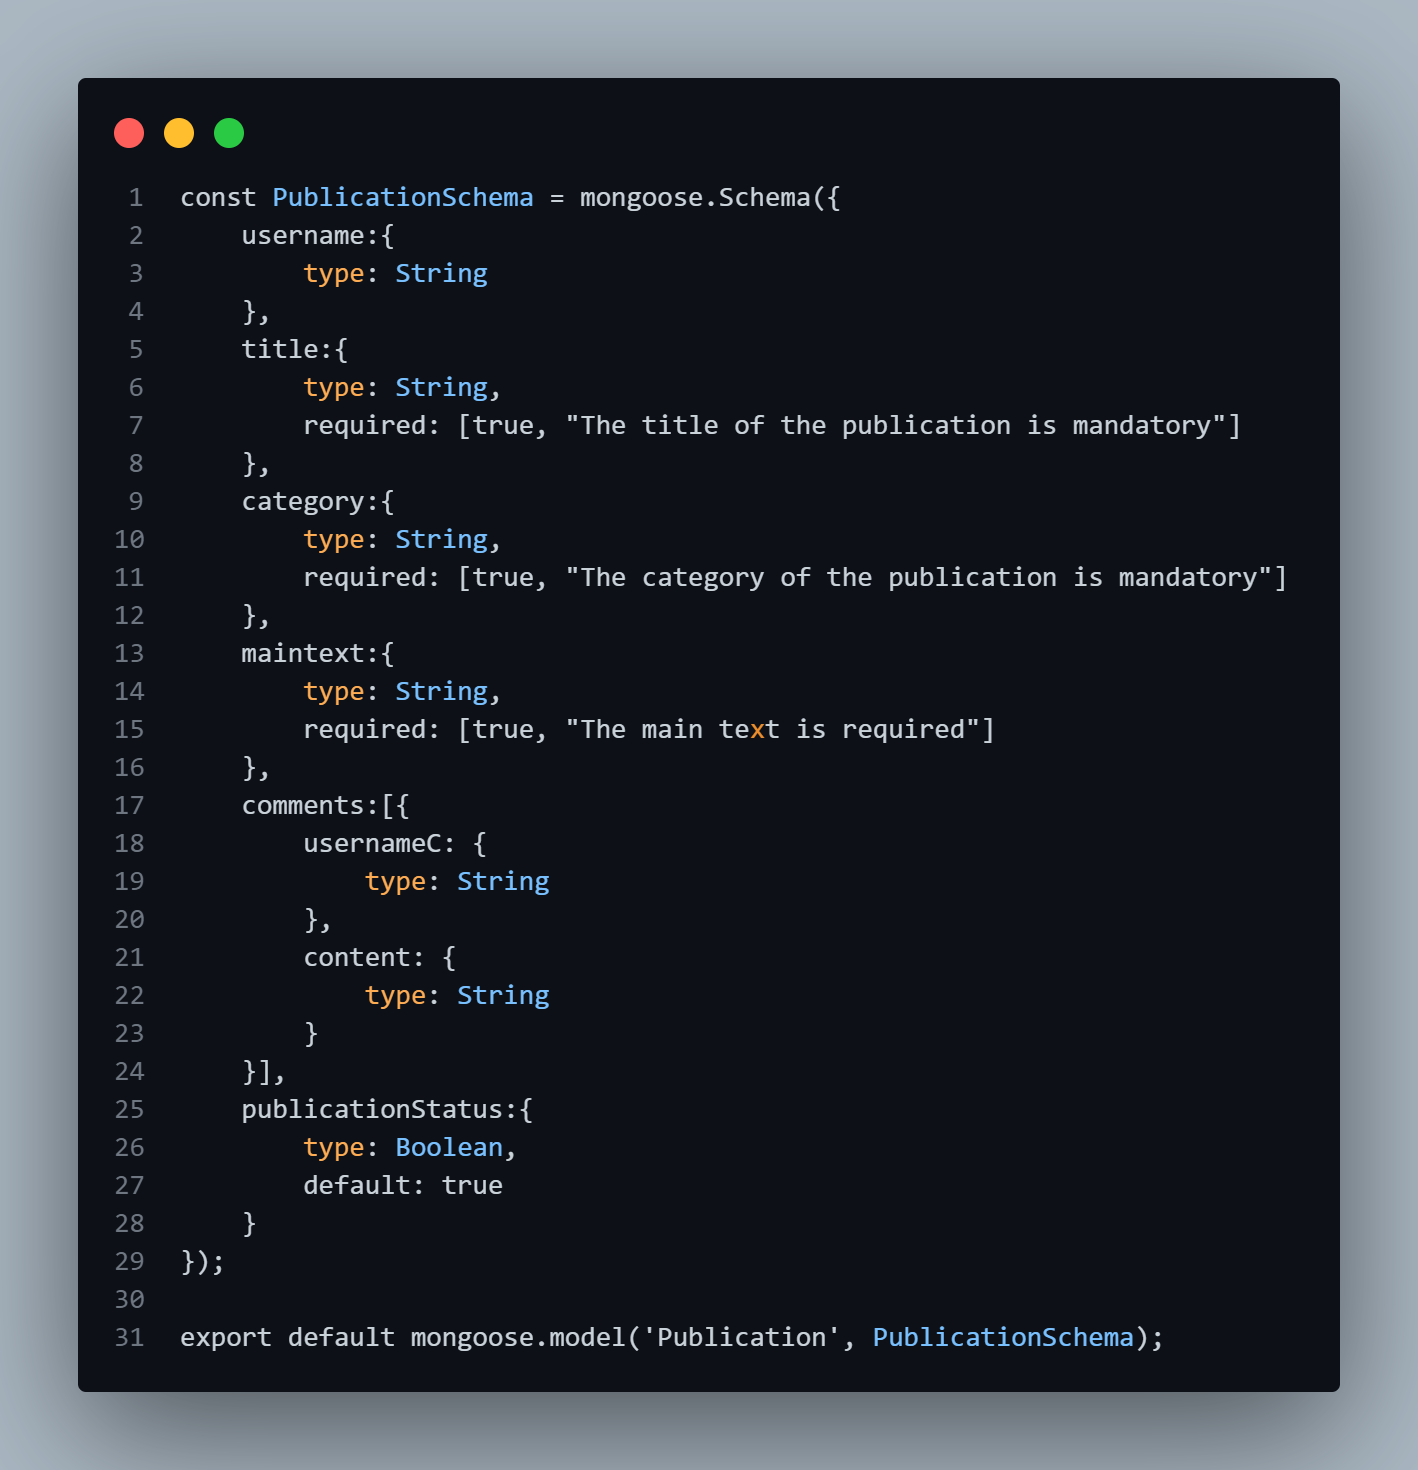 1 const PublicationSchema = mongoose.Schema({
2     username:{
3         type: String
4     },
5     title:{
6         type: String,
7         required: [true, "The title of the publication is mandatory"]
8     },
9     category:{
10         type: String,
11         required: [true, "The category of the publication is mandatory"]
12     },
13     maintext:{
14         type: String,
15         required: [true, "The main text is required"]
16     },
17     comments:[{
18         usernameC: {
19             type: String
20         },
21         content: {
22             type: String
23         }
24     }],
25     publicationStatus:{
26         type: Boolean,
27         default: true
28     }
29 });
30
31 export default mongoose.model('Publication', PublicationSchema);